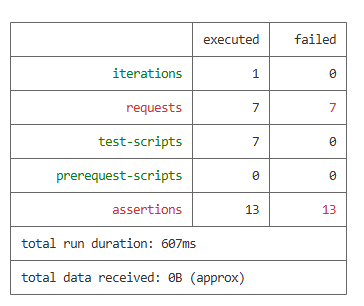 executed failed
iterations 1 0
requests 7 7
test-scripts 7 0
prerequest-scripts 0 0
assertions 13 13
total run duration: 607ms
total data received: 0B (approx)